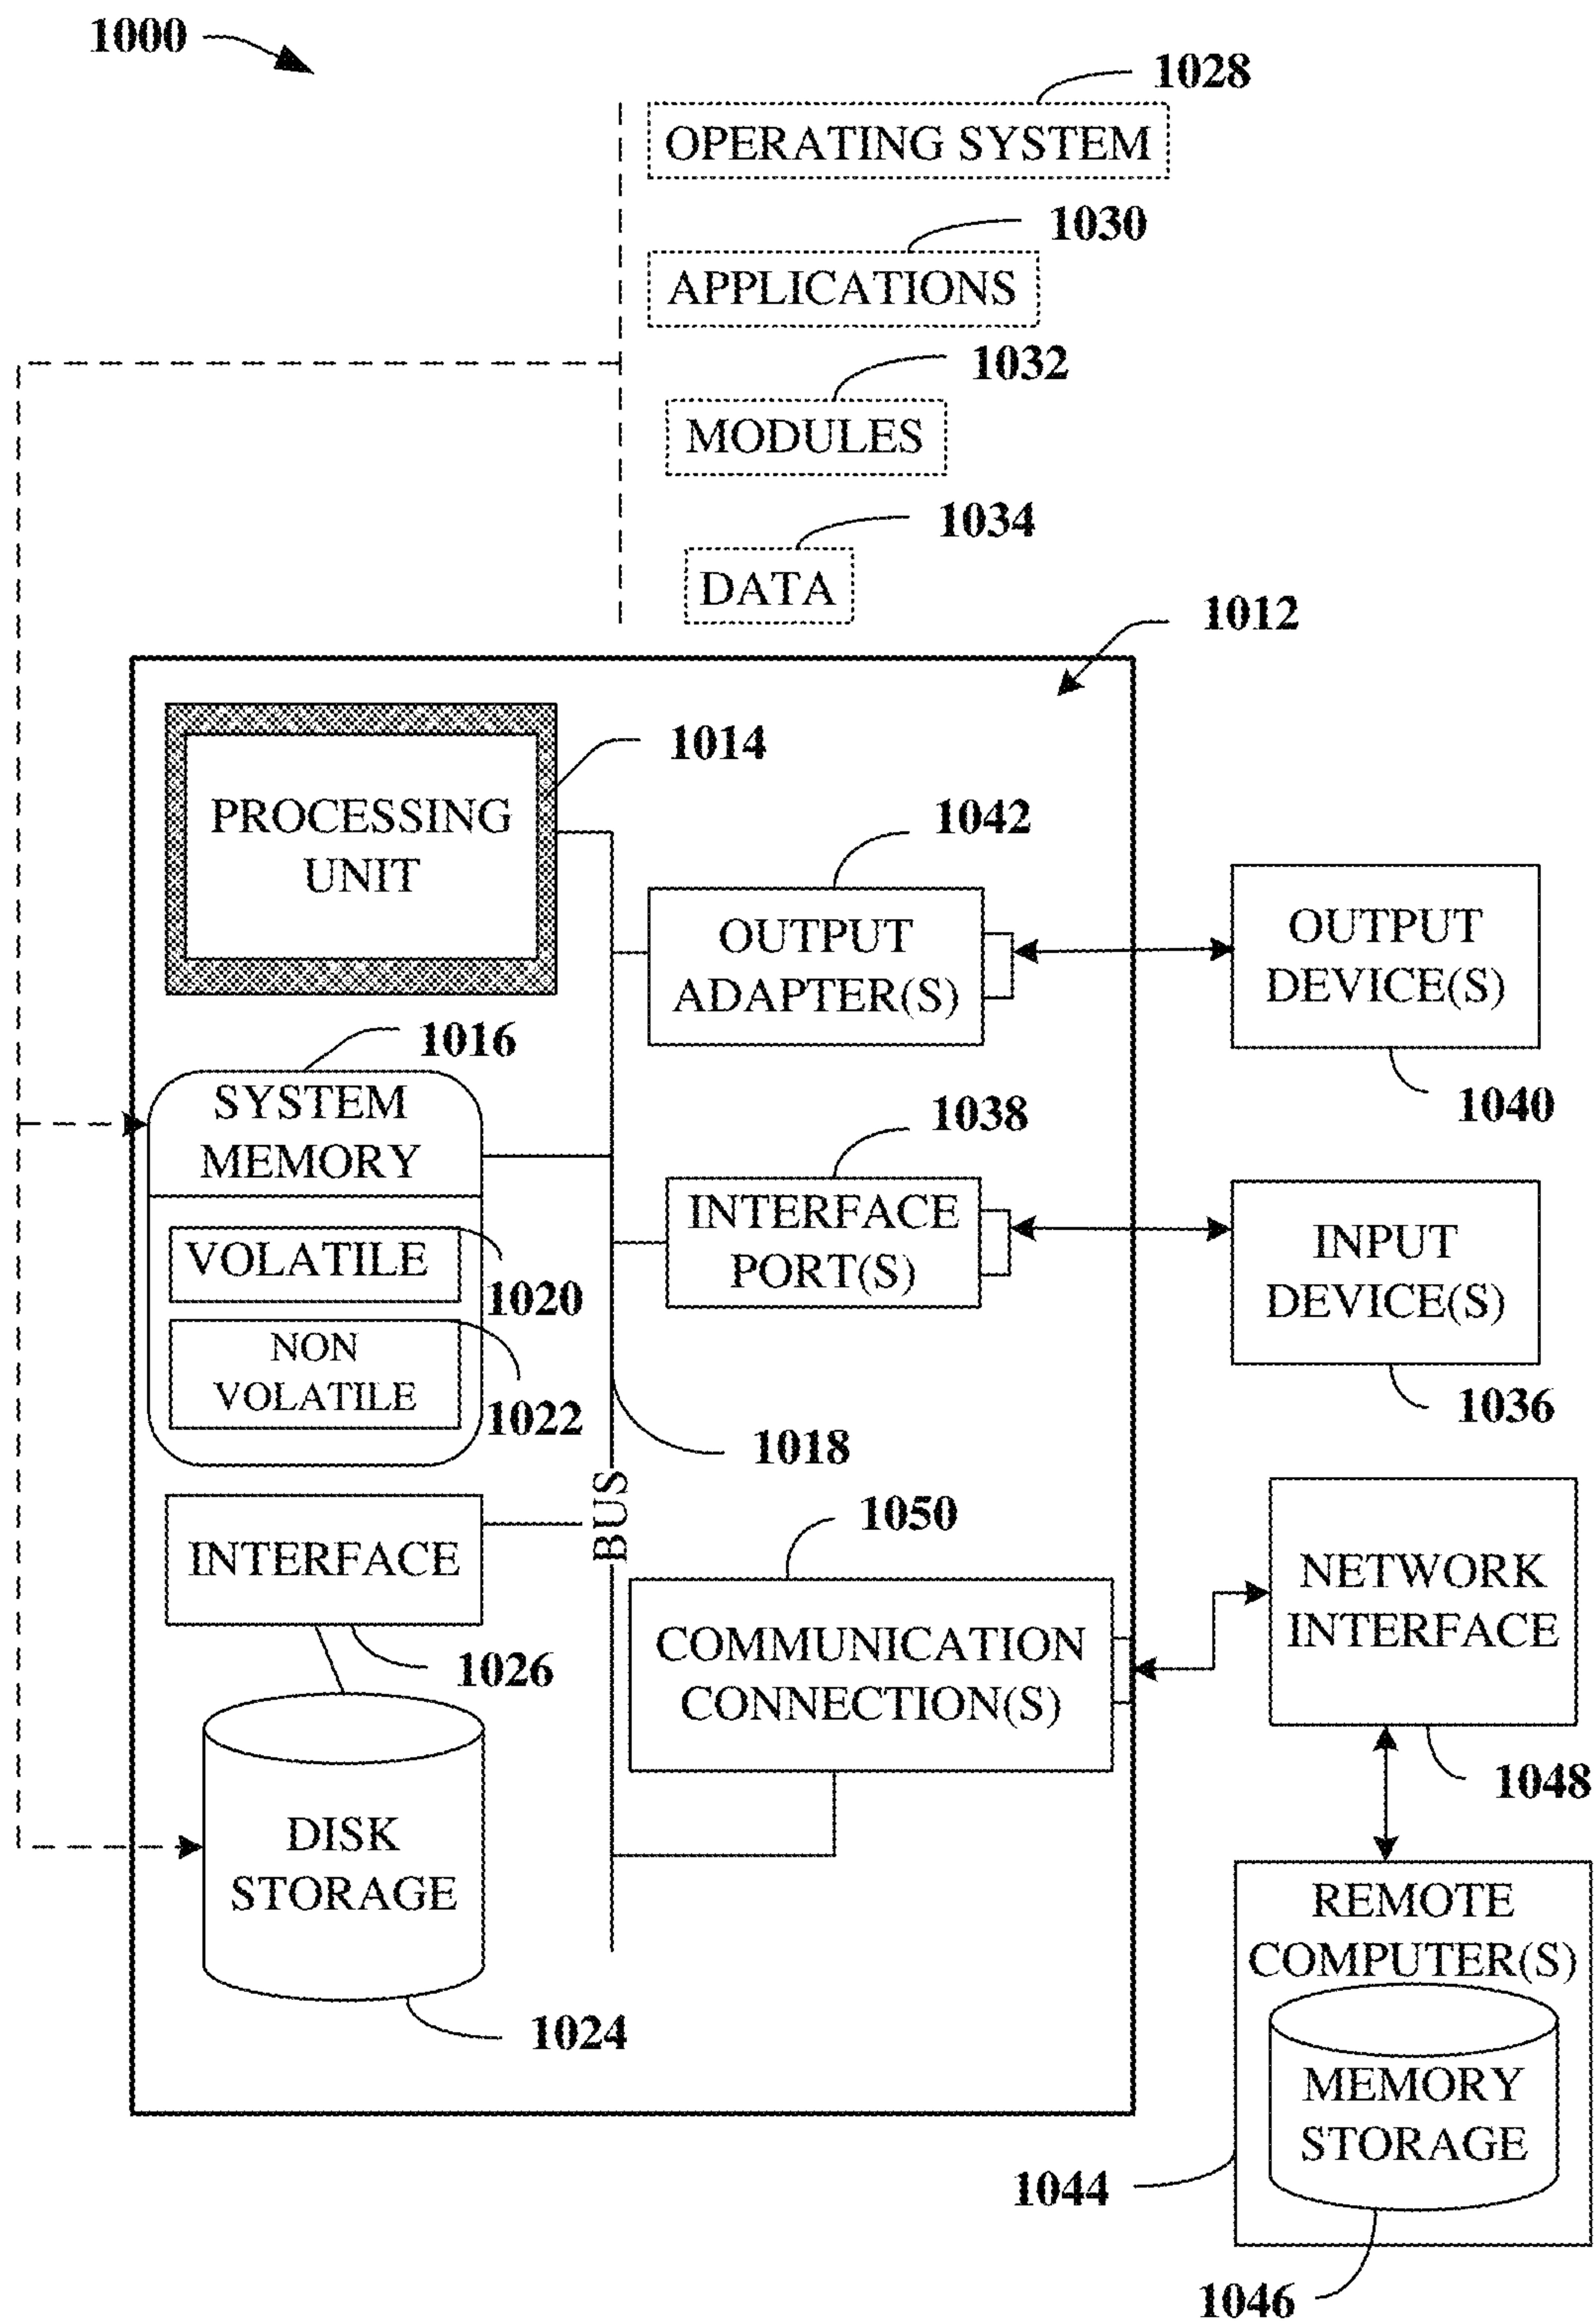 1000
1028
OPERATING SYSTEM
1030
APPLICATIONS
1032
MODULES
1034
DATA
1012
1014
PROCESSING
UNIT
1042
OUTPUT
ADAPTER(S)
OUTPUT
DEVICE(S)
1040
1016
SYSTEM
MEMORY
VOLATILE
1020
NON
VOLATILE
1022
1038
INTERFACE
PORT(S)
INPUT
DEVICE(S)
1036
1018
BUS
INTERFACE
1026
1050
COMMUNICATION
CONNECTION(S)
NETWORK
INTERFACE
1048
DISK
STORAGE
1024
REMOTE
COMPUTER(S)
MEMORY
STORAGE
1044
1046